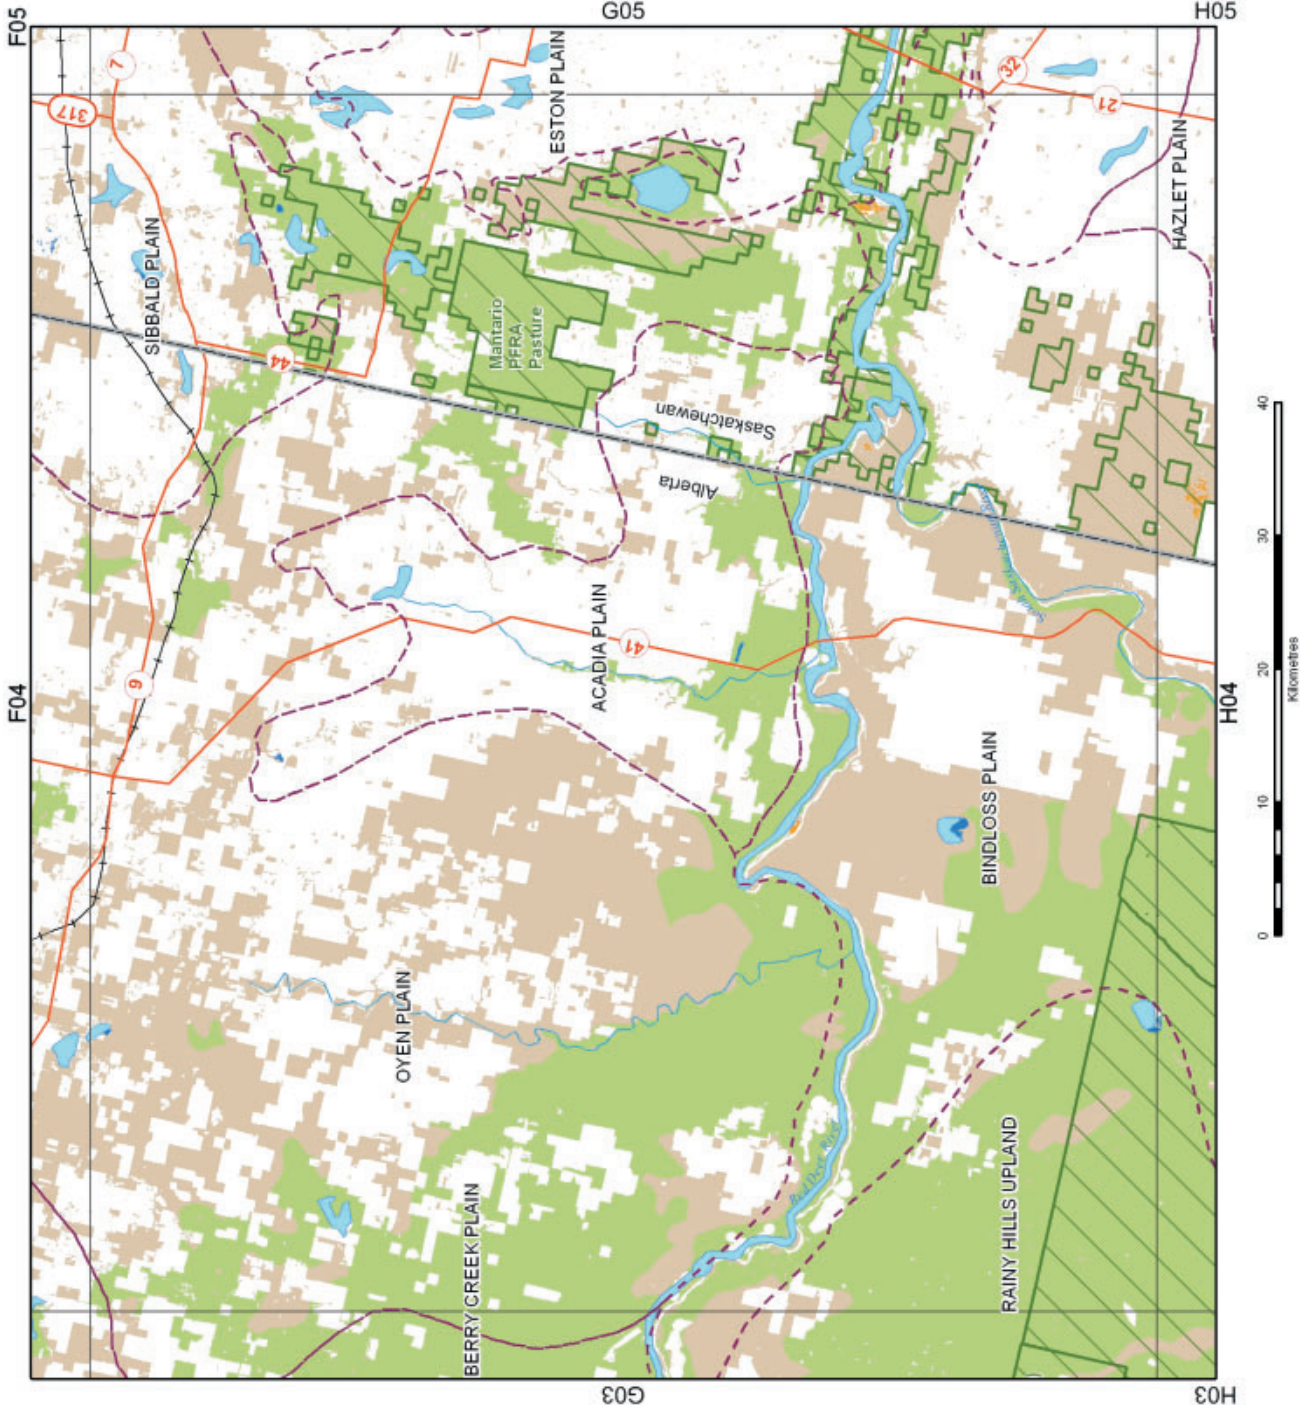 F05
G05
H05
7
317
32
21
ESTON PLAIN
HAZLET PLAIN
SIBBALD PLAIN
44
Mantario
PFRA
Pasture
Saskatchewan
Alberta
South Saskatchewan
ACADIA PLAIN
41
9
F04
H04
BINDLOSS PLAIN
OYEN PLAIN
Red Deer River
BERRY CREEK PLAIN
RAINY HILLS UPLAND
G03
H03
0
10
20
30
40
Kilometres